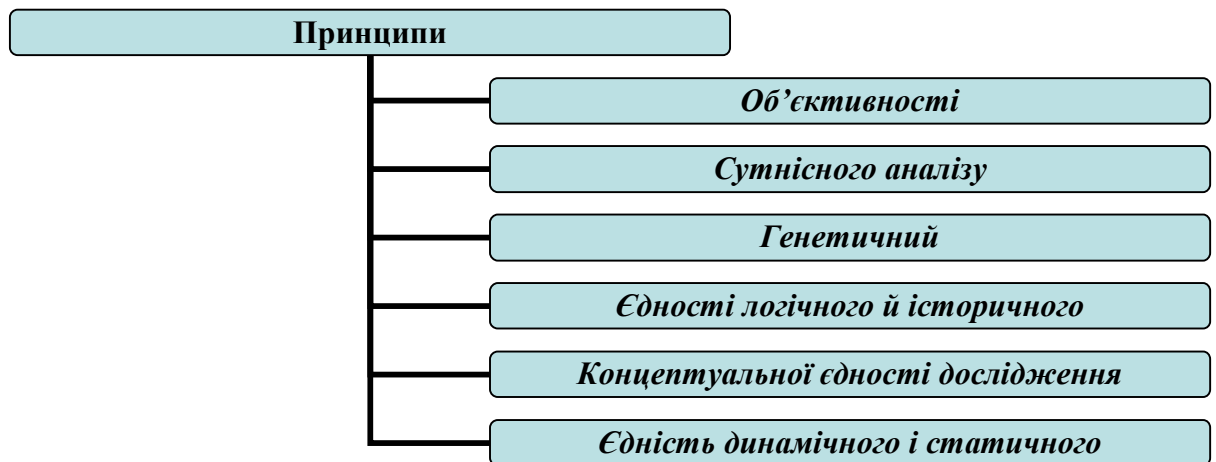 Принципи
Об’єктивності
Сутнісного аналізу
Генетичний
Єдності логічного й історичного
Концептуальної єдності дослідження
Єдність динамічного і статичного